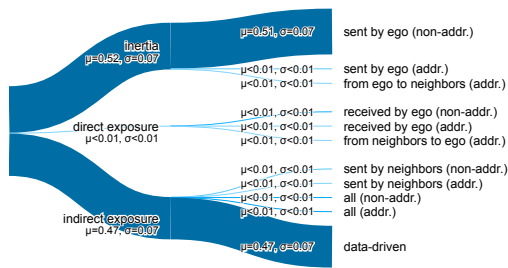 μ=0.51, σ=0.07 sent by ego (non-addr.)
inertia
μ=0.52, σ=0.07
μ<0.01, σ<0.01 sent by ego (addr.)
μ<0.01, σ<0.01 from ego to neighbors (addr.)
μ<0.01, σ<0.01 received by ego (non-addr.)
direct exposure
μ<0.01, σ<0.01
μ<0.01, σ<0.01 received by ego (addr.)
μ<0.01, σ<0.01 from neighbors to ego (addr.)
μ<0.01, σ<0.01 sent by neighbors (non-addr.)
μ<0.01, σ<0.01 sent by neighbors (addr.)
μ<0.01, σ<0.01 all (non-addr.)
μ<0.01, σ<0.01 all (addr.)
indirect exposure
μ=0.47, σ=0.07
μ=0.47, σ=0.07 data-driven